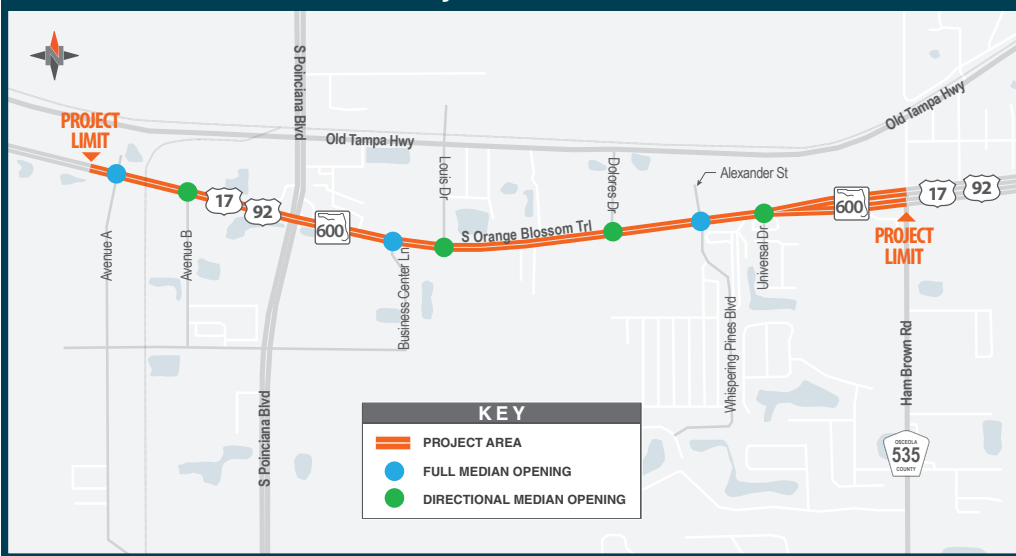 S Poinciana Blvd
Old Tampa Hwy
Old Tampa Hwy
PROJECT
LIMIT
Louis Dr
Dolores Dr
Alexander St
17
92
600
S Orange Blossom Trl
600
17
92
PROJECT
LIMIT
Avenue A
Avenue B
Business Center Ln
Universal Dr
Whispering Pines Blvd
Ham Brown Rd
S Poinciana Blvd
OSCEOLA
535
COUNTY
KEY
PROJECT AREA
FULL MEDIAN OPENING
DIRECTIONAL MEDIAN OPENING